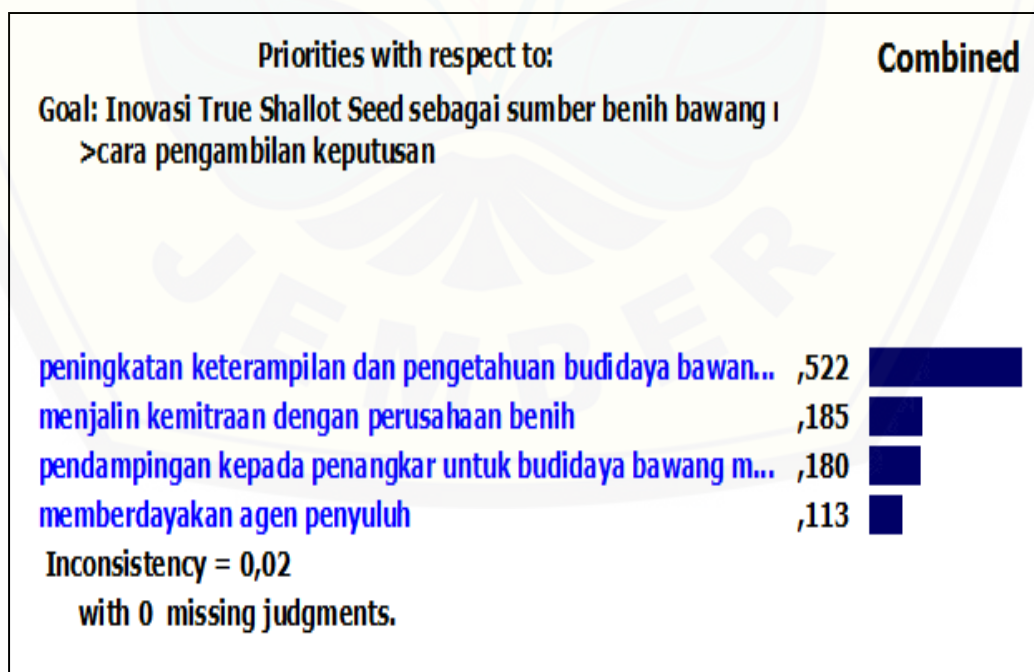 Priorities with respect to:
Combined
Goal: Inovasi True Shallot Seed sebagai sumber benih bawang
>cara pengambilan keputusan
peningkatan keterampilan dan pengetahuan budidaya bawan... ,522
menjalin kemitraan dengan perusahaan benih ,185
pendampingan kepada penangkar untuk budidaya bawang m... ,180
memberdayakan agen penyuluh ,113
Inconsistency = 0,02
with 0 missing judgments.
JEMBER